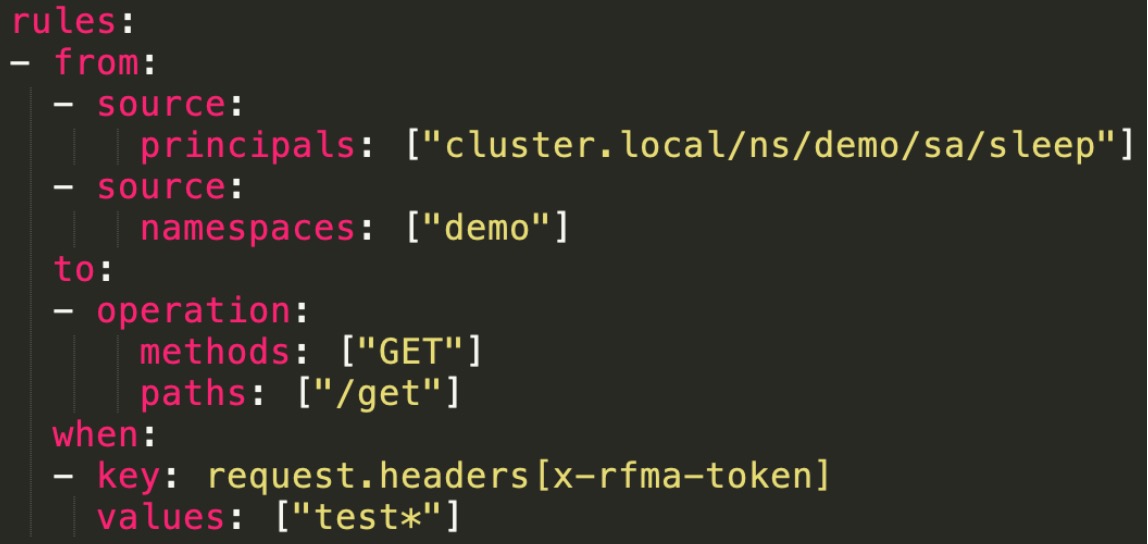 rules:
- from:
  - source:
      principals: ["cluster.local/ns/demo/sa/sleep"]
  - source:
      namespaces: ["demo"]
  to:
  - operation:
      methods: ["GET"]
      paths: ["/get"]
  when:
  - key: request.headers[x-rfma-token]
    values: ["test*"]